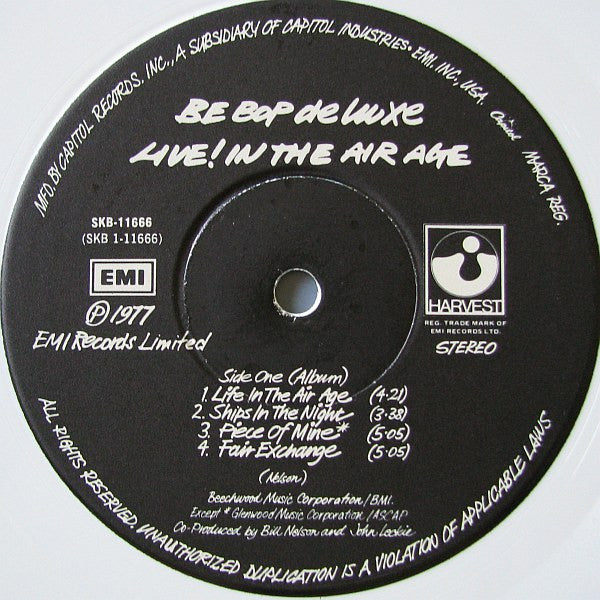 MFD. BY CAPITOL RECORDS, INC., A SUBSIDIARY OF CAPITOL INDUSTRIES-EMI, INC., USA. Capitol MARCA REG.
BE BOP deluxe
LIVE! IN THE AIR AGE
SKB-11666
(SKB 1-11666)
EMI
Ⓟ 1977
EMI Records Limited
HARVEST
REG. TRADE MARK OF
EMI RECORDS LTD.
STEREO
Side One (Album)
1. Life In The Air Age (4·21)
2. Ships In The Night (3·38)
3. Piece Of Mine* (5·05)
4. Fair Exchange (5·05)
(Nelson)
Beechwood Music Corporation/BMI.
Except * Glenwood Music Corporation/ASCAP
Co-Produced by Bill Nelson and John Leckie
ALL RIGHTS RESERVED. UNAUTHORIZED DUPLICATION IS A VIOLATION OF APPLICABLE LAWS